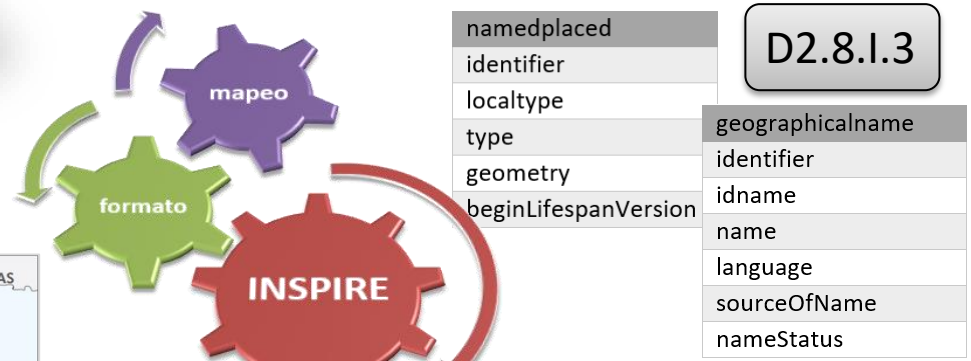 mapeo
formato
INSPIRE
AS
namedplaced
identifier
localtype
type
geometry
beginLifespanVersion
D2.8.I.3
geographicalname
identifier
idname
name
language
sourceOfName
nameStatus